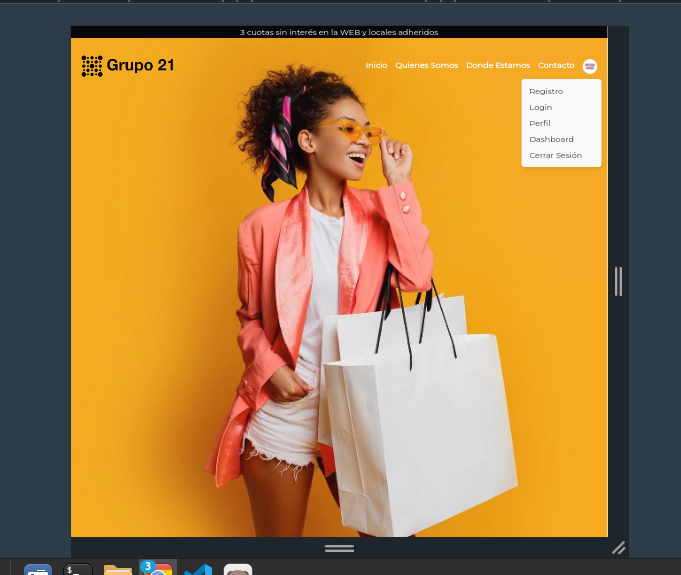 3 cuotas sin interés en la WEB y locales adheridos
Grupo 21
Inicio Quienes Somos Donde Estamos Contacto
Registro
Login
Perfil
Dashboard
Cerrar Sesión
3